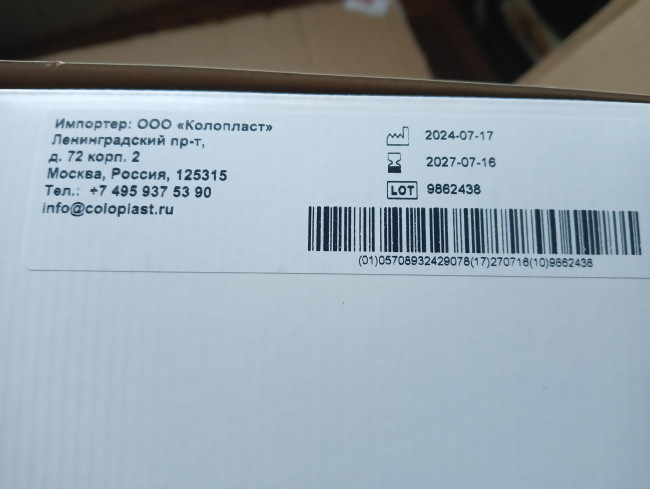 Импортер: ООО «Колопласт»
Ленинградский пр-т,
д. 72 корп. 2
Москва, Россия, 125315
Тел.: +7 495 937 53 90
info@coloplast.ru
2024-07-17
2027-07-16
LOT 9862438
(01)05708932429078(17)270716(10)9862438